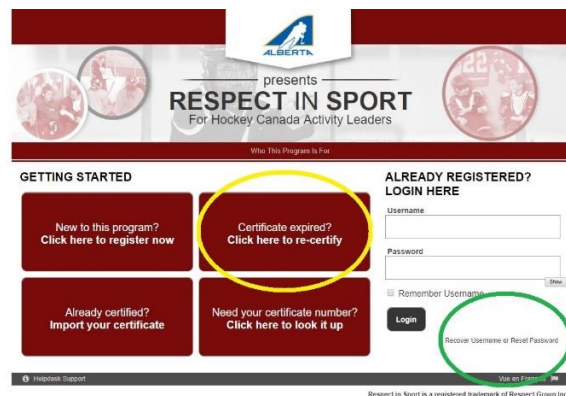 ALBERTA
presents
RESPECT IN SPORT
For Hockey Canada Activity Leaders
Who This Program Is For
GETTING STARTED
New to this program?
Click here to register now
Certificate expired?
Click here to re-certify
Already certified?
Import your certificate
Need your certificate number?
Click here to look it up
ALREADY REGISTERED?
LOGIN HERE
Username
Password
Show
Remember Username
Login
Recover Username or Reset Password
Helpdesk Support
Vue en Français
Respect in Sport is a registered trademark of Respect Group Inc